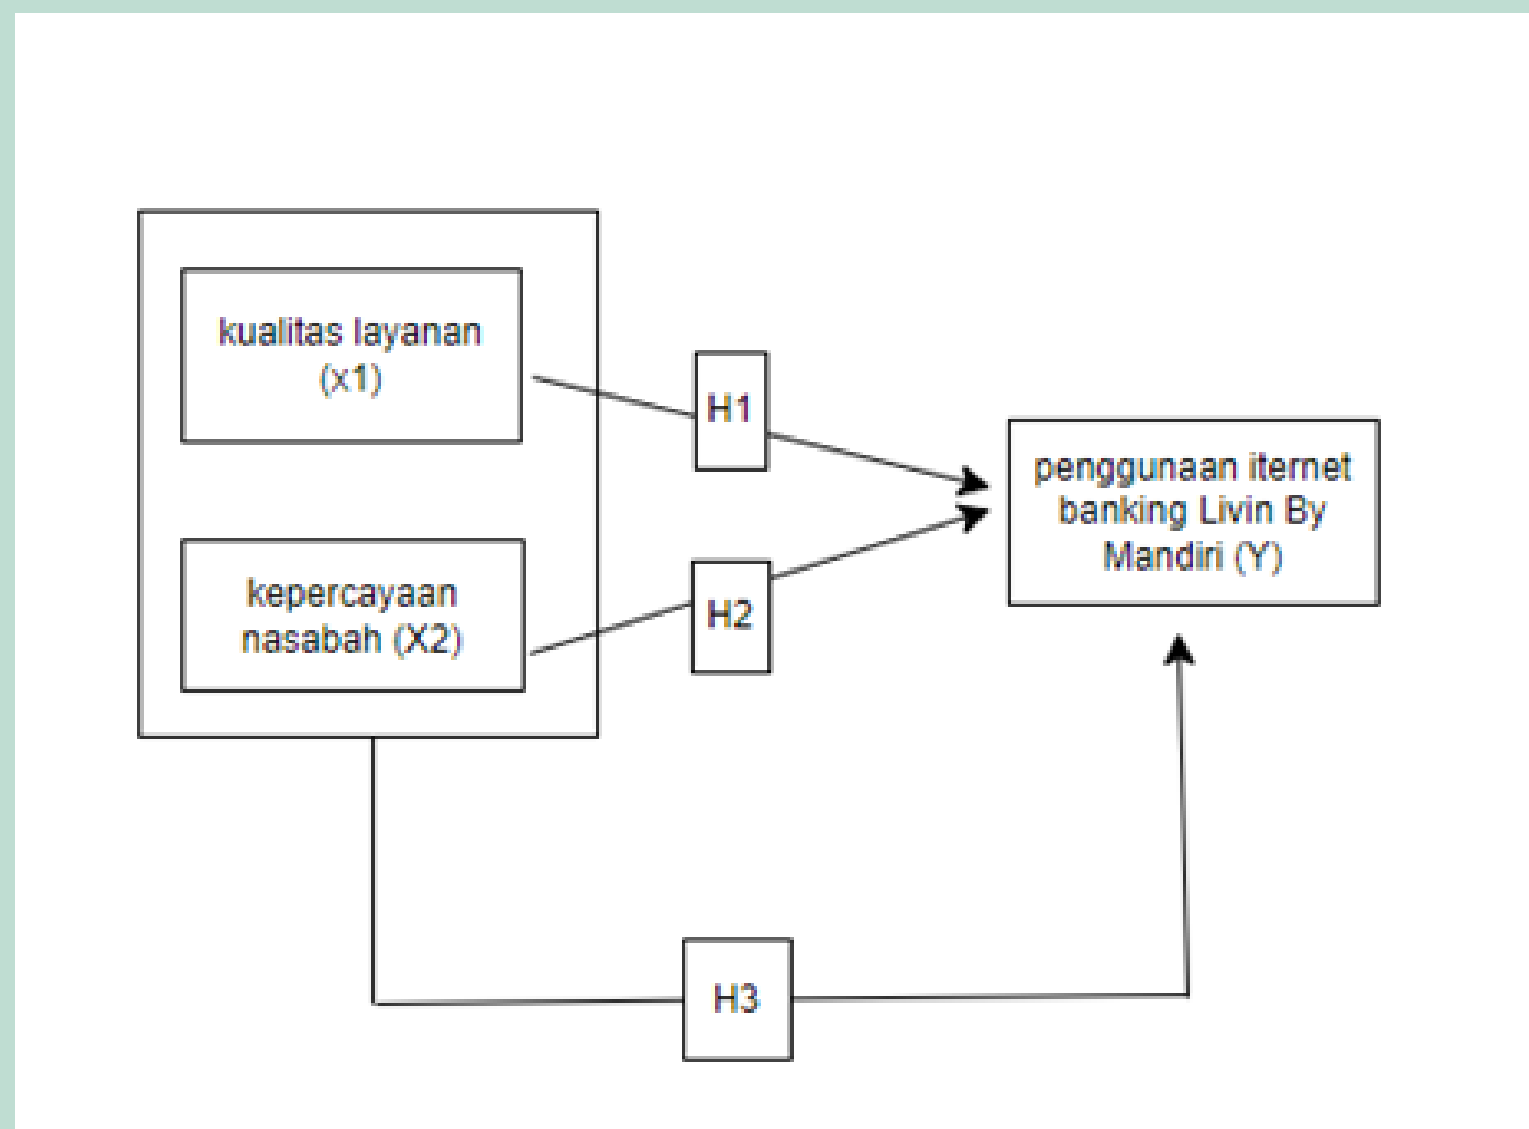 kualitas layanan
(x1)
H1
penggunaan iternet
banking Livin By
Mandiri (Y)
kepercayaan
nasabah (X2)
H2
H3